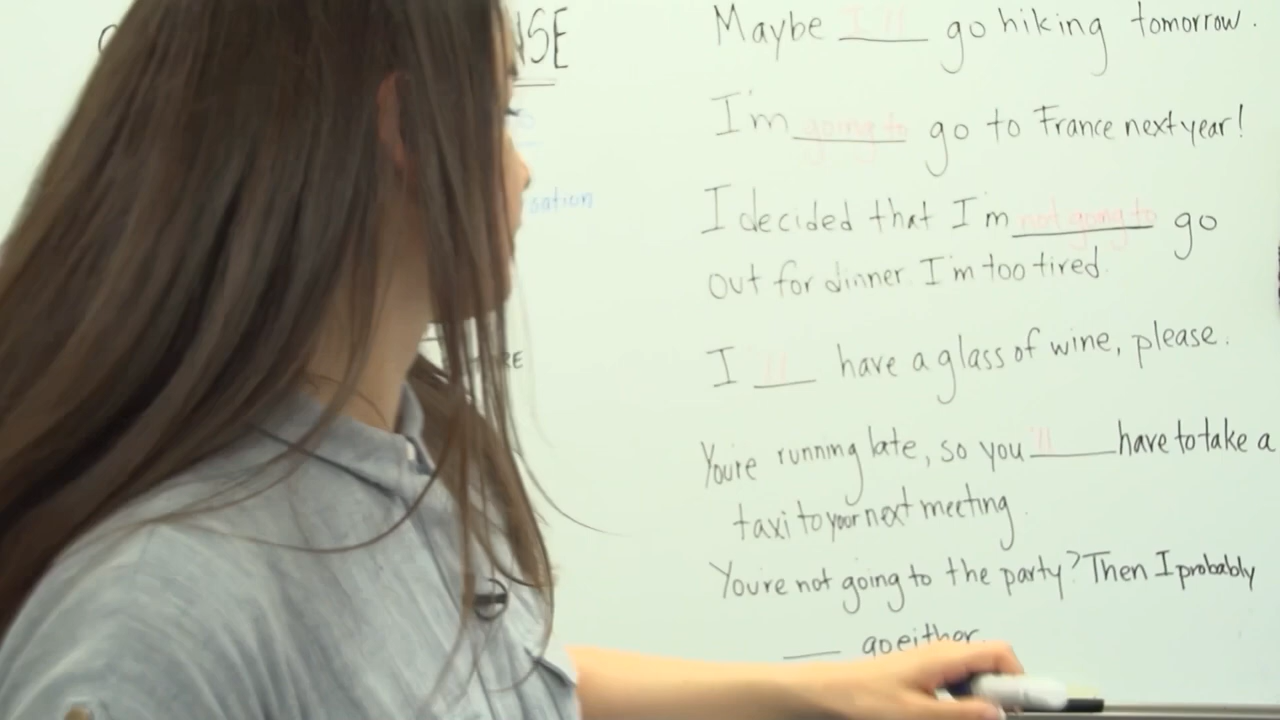 NSE
sation
RE
Maybe I'll go hiking tomorrow.
I'm going to go to France next year!
I decided that I'm not going to go
out for dinner. I'm too tired.
I 'll have a glass of wine, please.
You're running late, so you 'll have to take a
taxi to your next meeting.
You're not going to the party? Then I probably
___ go either.